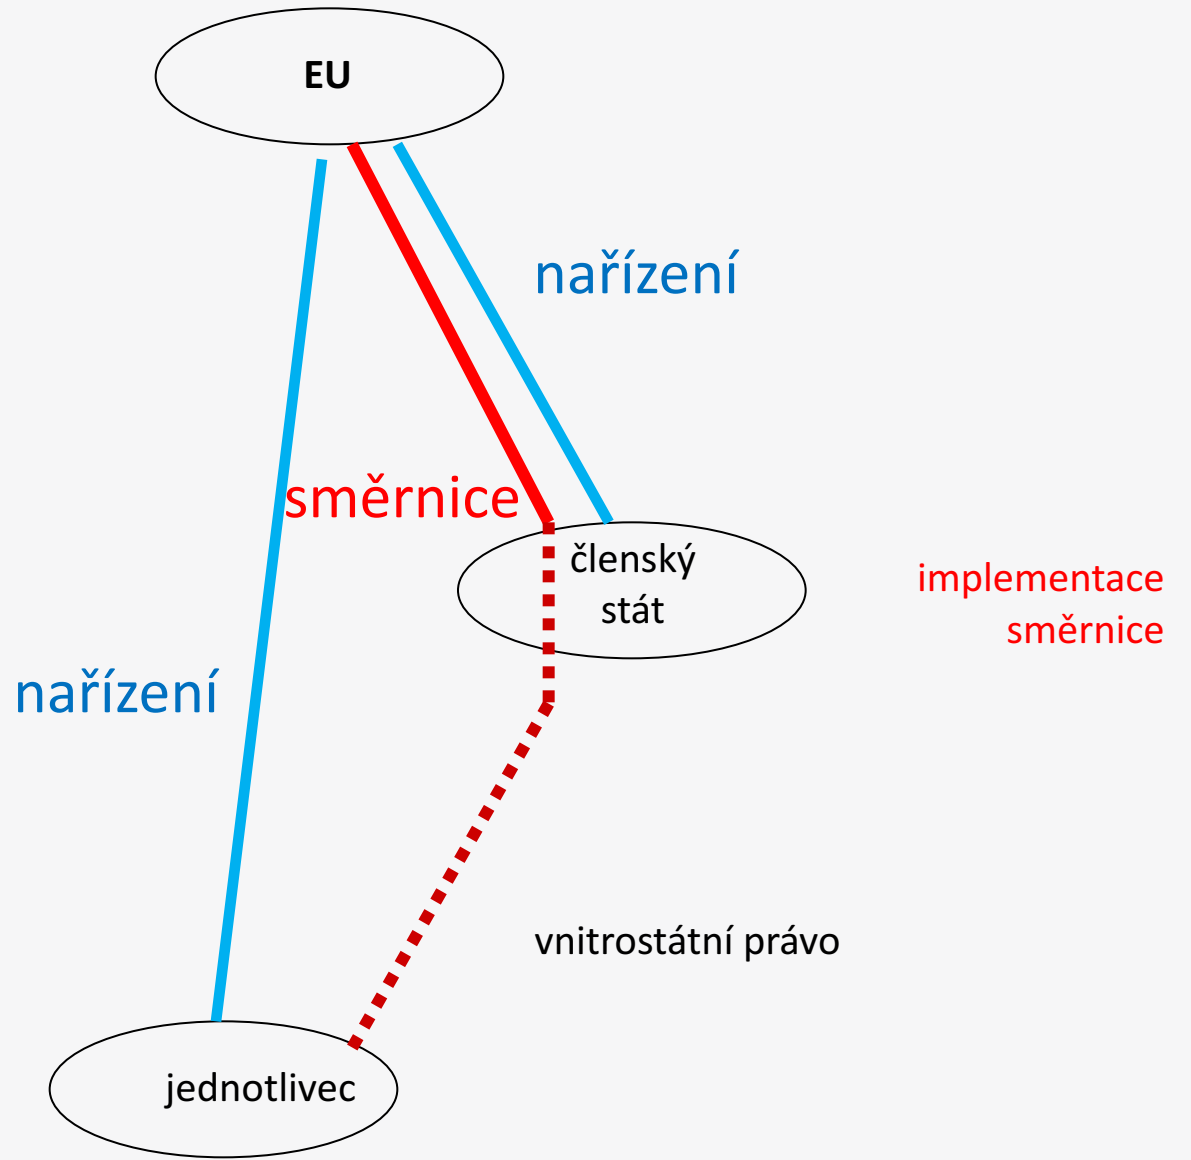 EU
nařízení
směrnice
členský
stát
implementace
směrnice
nařízení
vnitrostátní právo
jednotlivec